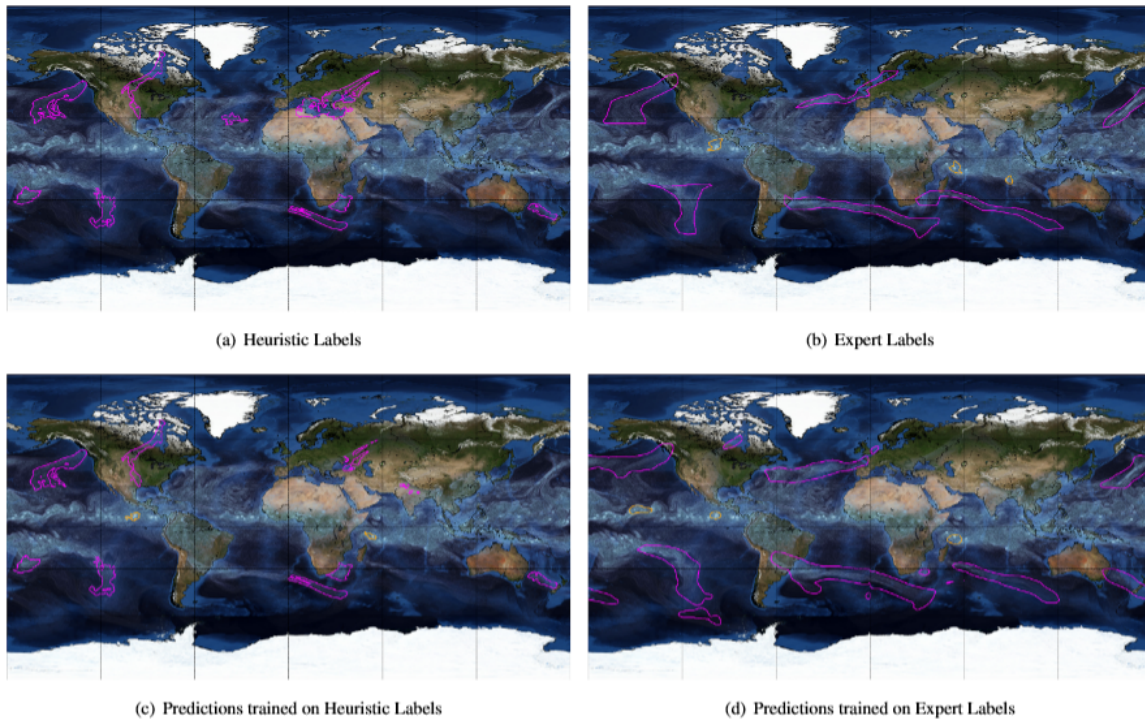 (a) Heuristic Labels
(b) Expert Labels
(c) Predictions trained on Heuristic Labels
(d) Predictions trained on Expert Labels